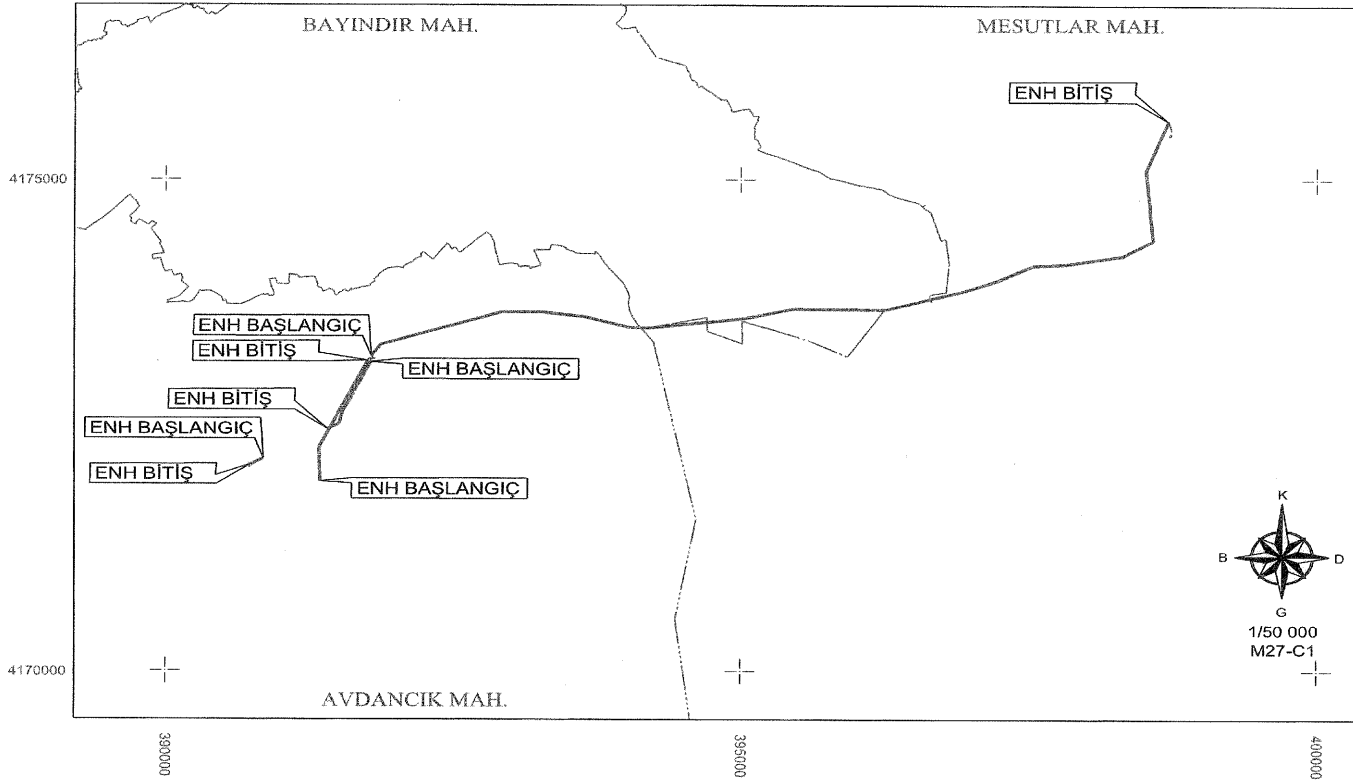 BAYINDIR MAH.
MESUTLAR MAH.
ENH BİTİŞ
4175000
ENH BAŞLANGIÇ
ENH BİTİŞ
ENH BAŞLANGIÇ
ENH BİTİŞ
ENH BAŞLANGIÇ
ENH BİTİŞ
ENH BAŞLANGIÇ
K
B
D
G
1/50 000
M27-C1
4170000
AVDANCIK MAH.
390000
395000
400000